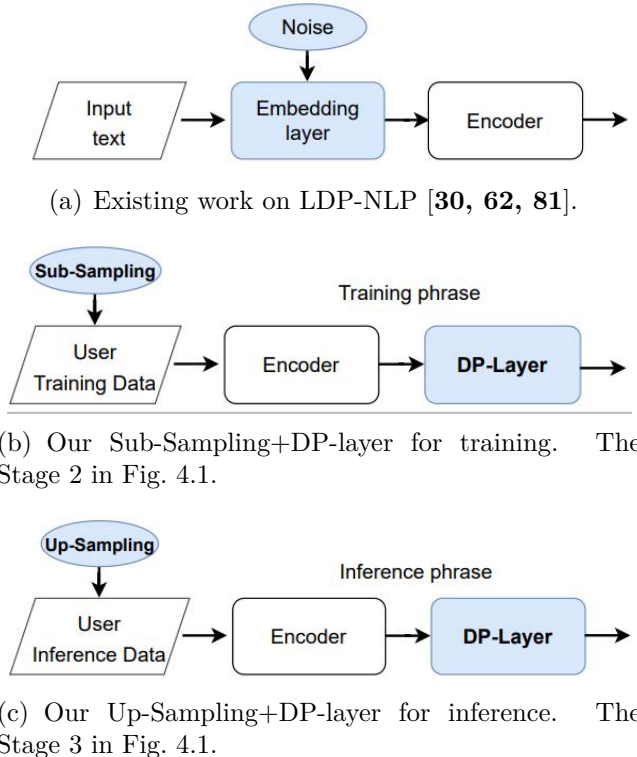 Noise
Input
text
Embedding
layer
Encoder
(a) Existing work on LDP-NLP [30, 62, 81].
Sub-Sampling
Training phrase
User
Training Data
Encoder
DP-Layer
(b) Our Sub-Sampling+DP-layer for training. The
Stage 2 in Fig. 4.1.
Up-Sampling
Inference phrase
User
Inference Data
Encoder
DP-Layer
(c) Our Up-Sampling+DP-layer for inference. The
Stage 3 in Fig. 4.1.